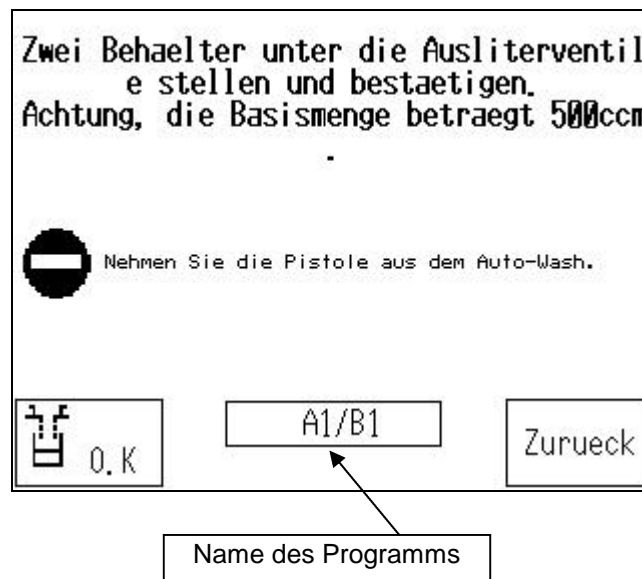 Zwei Behaelter unter die Ausliterventil
e stellen und bestaetigen.
Achtung, die Basismenge betraegt 500ccm
.
Nehmen Sie die Pistole aus dem Auto-Wash.
O.K
A1/B1
Zurueck
Name des Programms